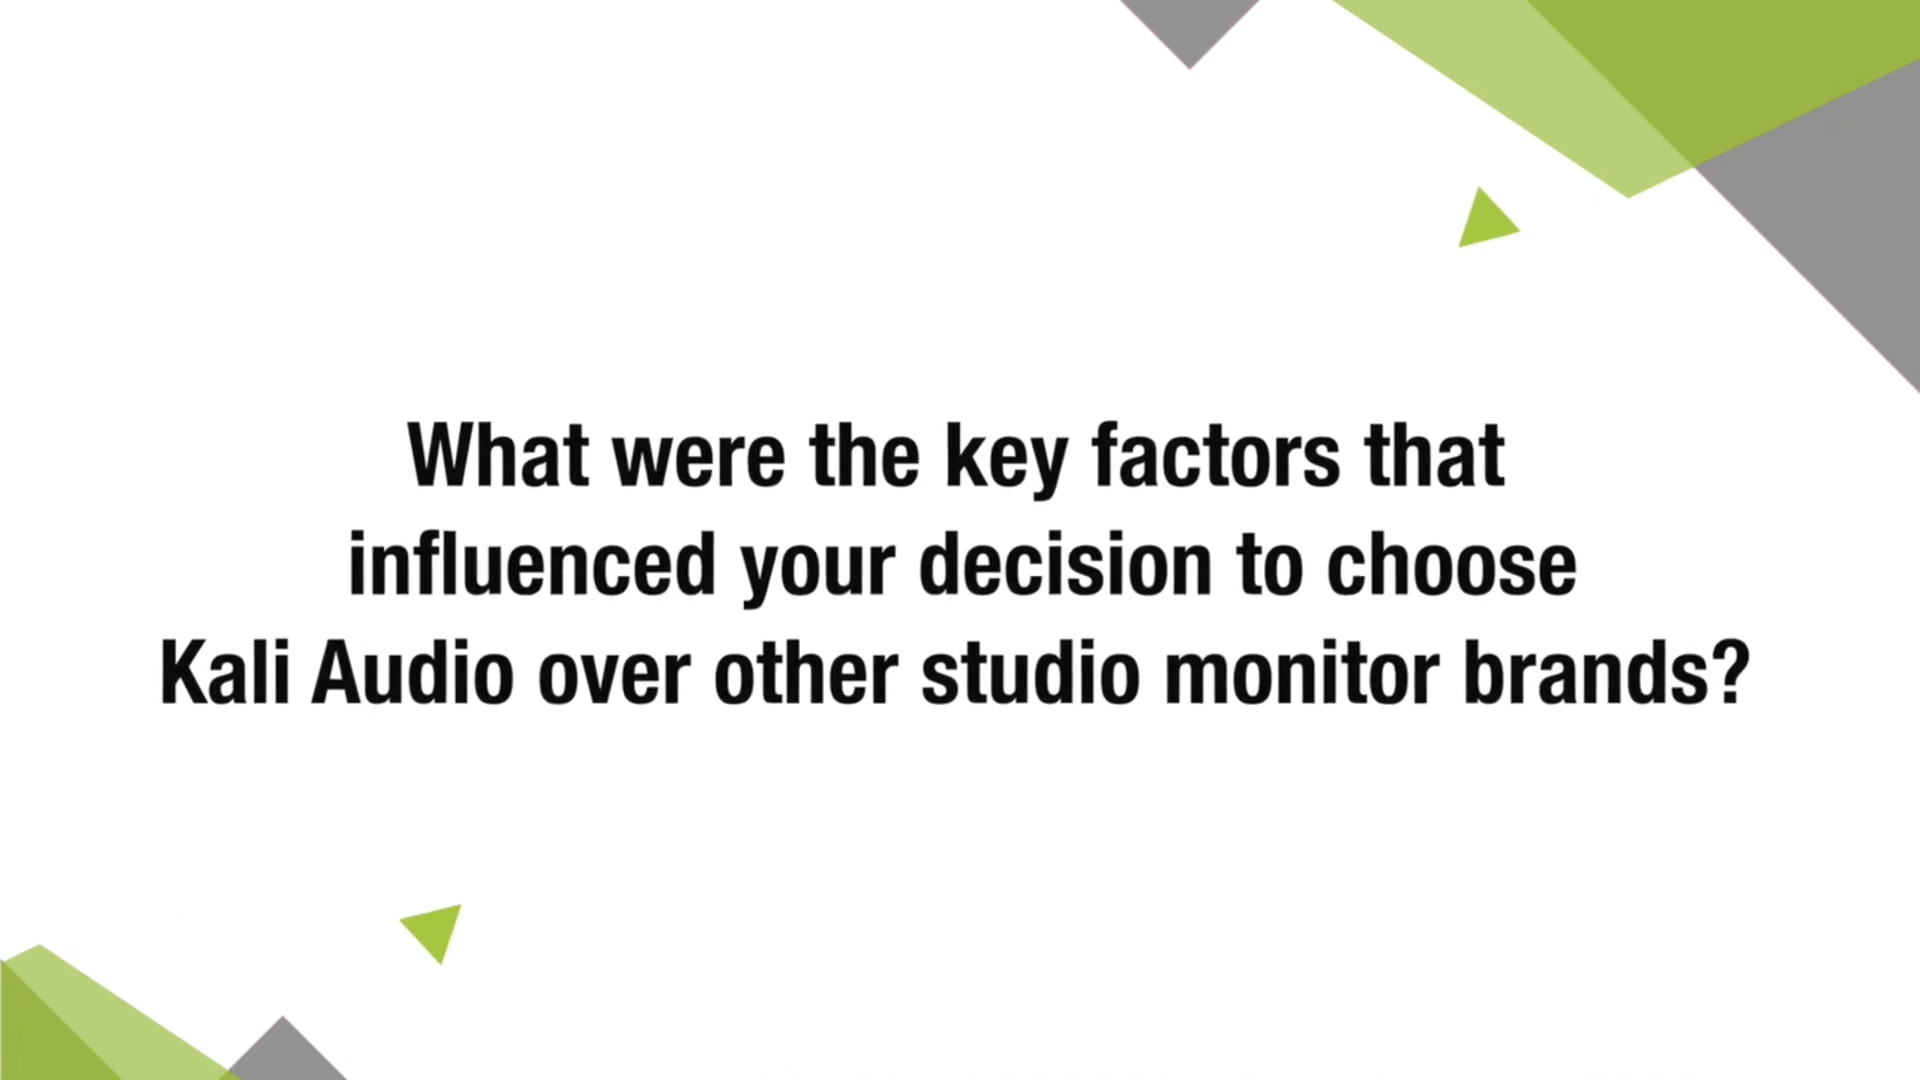 What were the key factors that
influenced your decision to choose
Kali Audio over other studio monitor brands?